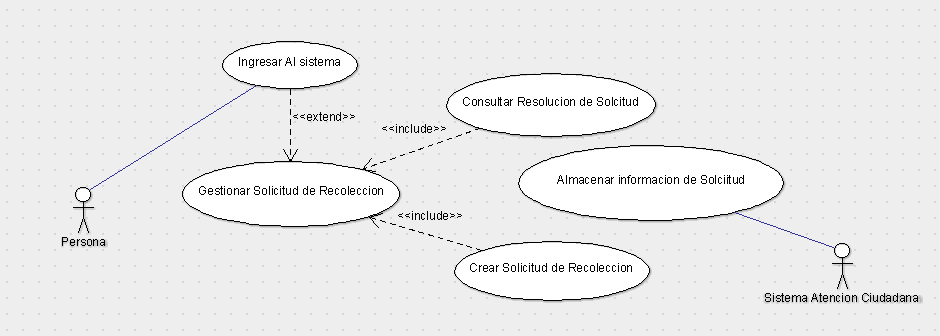 Ingresar Al sistema
Consultar Resolucion de Solcitud
<<extend>>
<<include>>
Almacenar informacion de Solciitud
Gestionar Solicitud de Recoleccion
<<include>>
Persona
Crear Solicitud de Recoleccion
Sistema Atencion Ciudadana